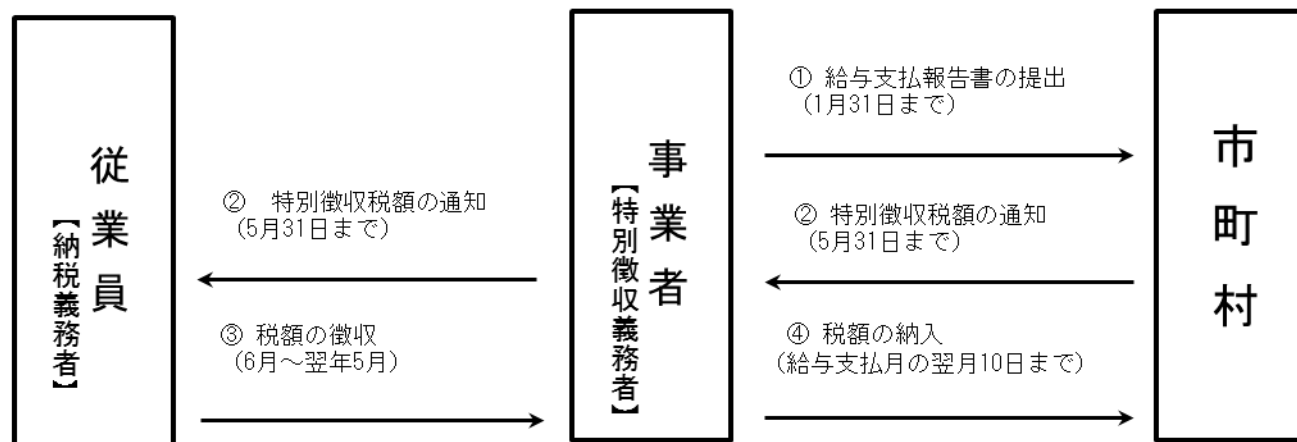 従業員
【納税義務者】
② 特別徴収税額の通知
(5月31日まで)
③ 税額の徴収
(6月～翌年5月)
事業者
【特別徴収義務者】
① 給与支払報告書の提出
(1月31日まで)
② 特別徴収税額の通知
(5月31日まで)
④ 税額の納入
(給与支払月の翌月10日まで)
市町村